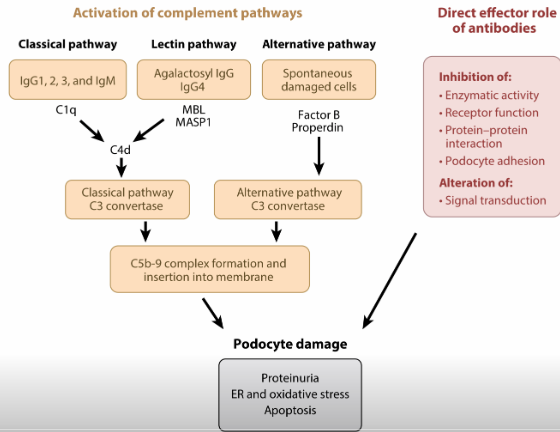 Activation of complement pathways
Direct effector role
of antibodies
Classical pathway
Lectin pathway
Alternative pathway
IgG1, 2, 3, and IgM
Agalactosyl IgG
IgG4
Spontaneous
damaged cells
C1q
MBL
MASP1
Factor B
Properdin
C4d
Classical pathway
C3 convertase
Alternative pathway
C3 convertase
C5b-9 complex formation and
insertion into membrane
Inhibition of:
• Enzymatic activity
• Receptor function
• Protein–protein
interaction
• Podocyte adhesion
Alteration of:
• Signal transduction
Podocyte damage
Proteinuria
ER and oxidative stress
Apoptosis